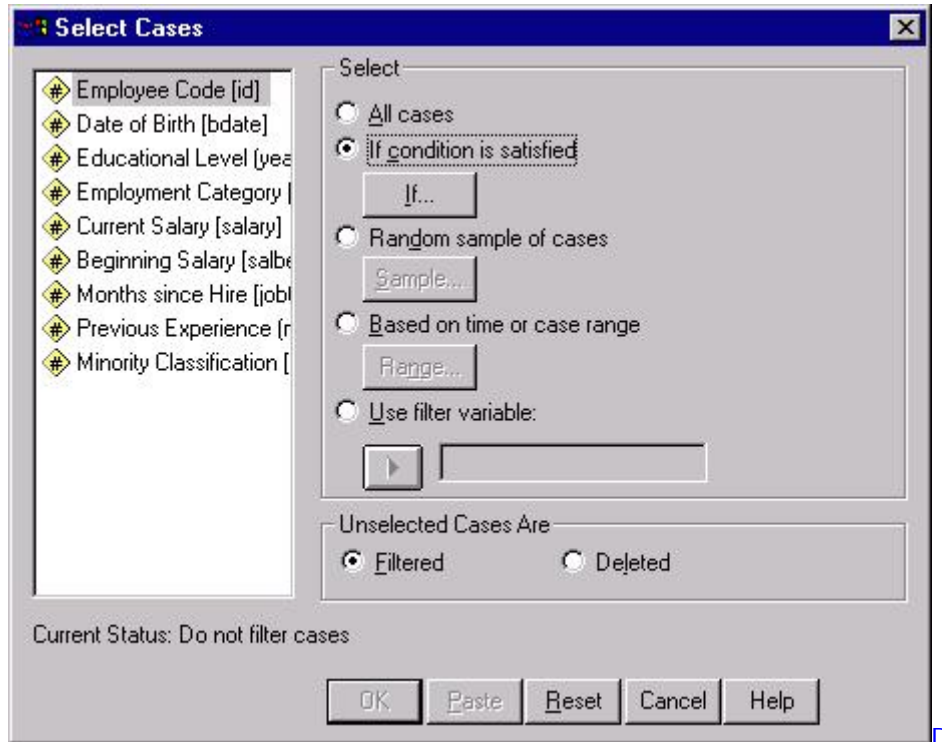 Select Cases
Employee Code [id]
Date of Birth [bdate]
Educational Level (yea
Employment Category [
Current Salary [salary]
Beginning Salary [salbe
Months since Hire [jobt
Previous Experience (m
Minority Classification [
Select
All cases
If condition is satisfied
If...
Random sample of cases
Sample...
Based on time or case range
Range...
Use filter variable:
Unselected Cases Are
Filtered
Deleted
Current Status: Do not filter cases
OK Paste Reset Cancel Help